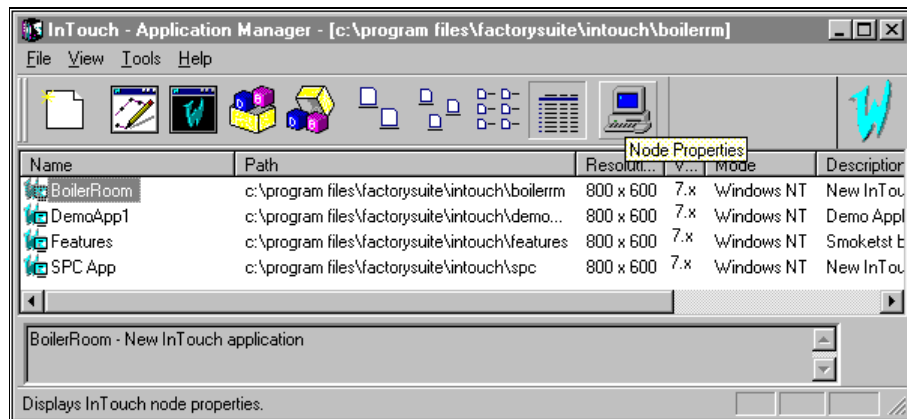 InTouch - Application Manager - [c:\program files\factorysuite\intouch\boilerrm]
File View Tools Help
Node Properties
Name Path Resoluti... V... Mode Description
BoilerRoom c:\program files\factorysuite\intouch\boilerrm 800 x 600 7.x Windows NT New InTou
DemoApp1 c:\program files\factorysuite\intouch\demo... 800 x 600 7.x Windows NT Demo Appl
Features c:\program files\factorysuite\intouch\features 800 x 600 7.x Windows NT Smoketst b
SPC App c:\program files\factorysuite\intouch\spc 800 x 600 7.x Windows NT New InTou
BoilerRoom - New InTouch application
Displays InTouch node properties.